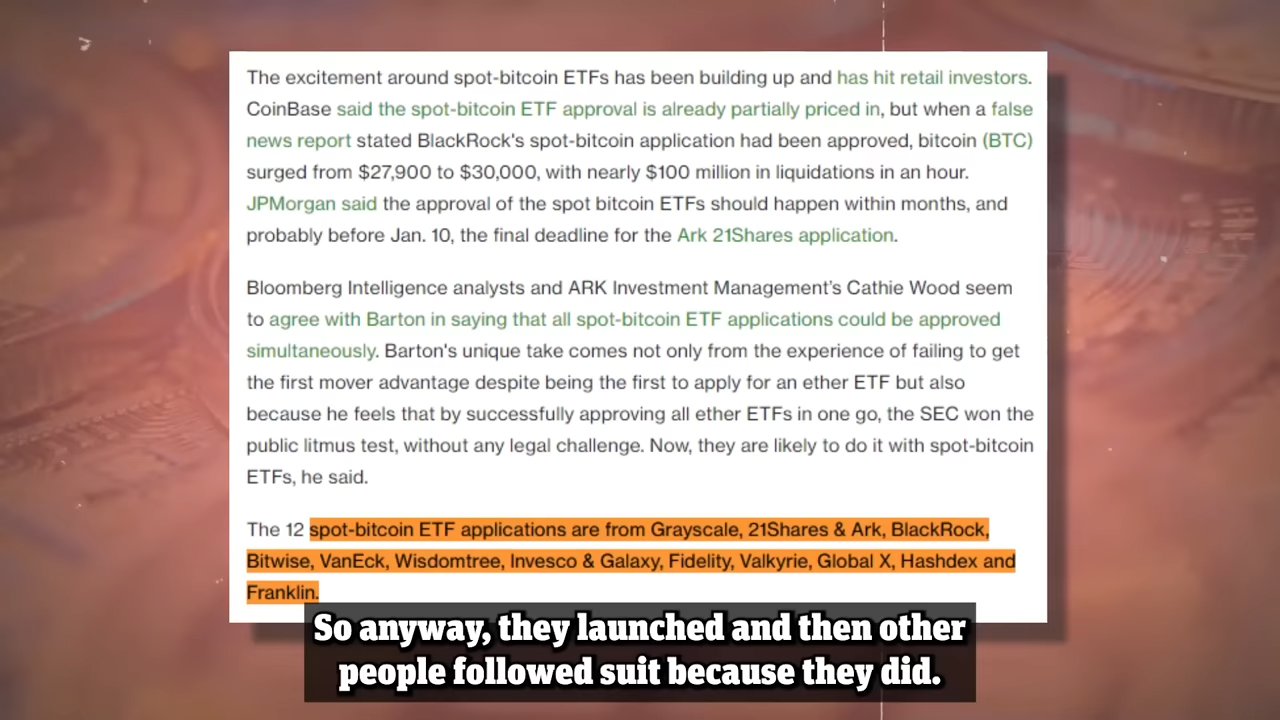 The excitement around spot-bitcoin ETFs has been building up and has hit retail investors.
CoinBase said the spot-bitcoin ETF approval is already partially priced in, but when a false
news report stated BlackRock's spot-bitcoin application had been approved, bitcoin (BTC)
surged from $27,900 to $30,000, with nearly $100 million in liquidations in an hour.
JPMorgan said the approval of the spot bitcoin ETFs should happen within months, and
probably before Jan. 10, the final deadline for the Ark 21Shares application.
Bloomberg Intelligence analysts and ARK Investment Management’s Cathie Wood seem
to agree with Barton in saying that all spot-bitcoin ETF applications could be approved
simultaneously. Barton's unique take comes not only from the experience of failing to get
the first mover advantage despite being the first to apply for an ether ETF but also
because he feels that by successfully approving all ether ETFs in one go, the SEC won the
public litmus test, without any legal challenge. Now, they are likely to do it with spot-bitcoin
ETFs, he said.
The 12 spot-bitcoin ETF applications are from Grayscale, 21Shares & Ark, BlackRock,
Bitwise, VanEck, Wisdomtree, Invesco & Galaxy, Fidelity, Valkyrie, Global X, Hashdex and
Franklin.
So anyway, they launched and then other
people followed suit because they did.